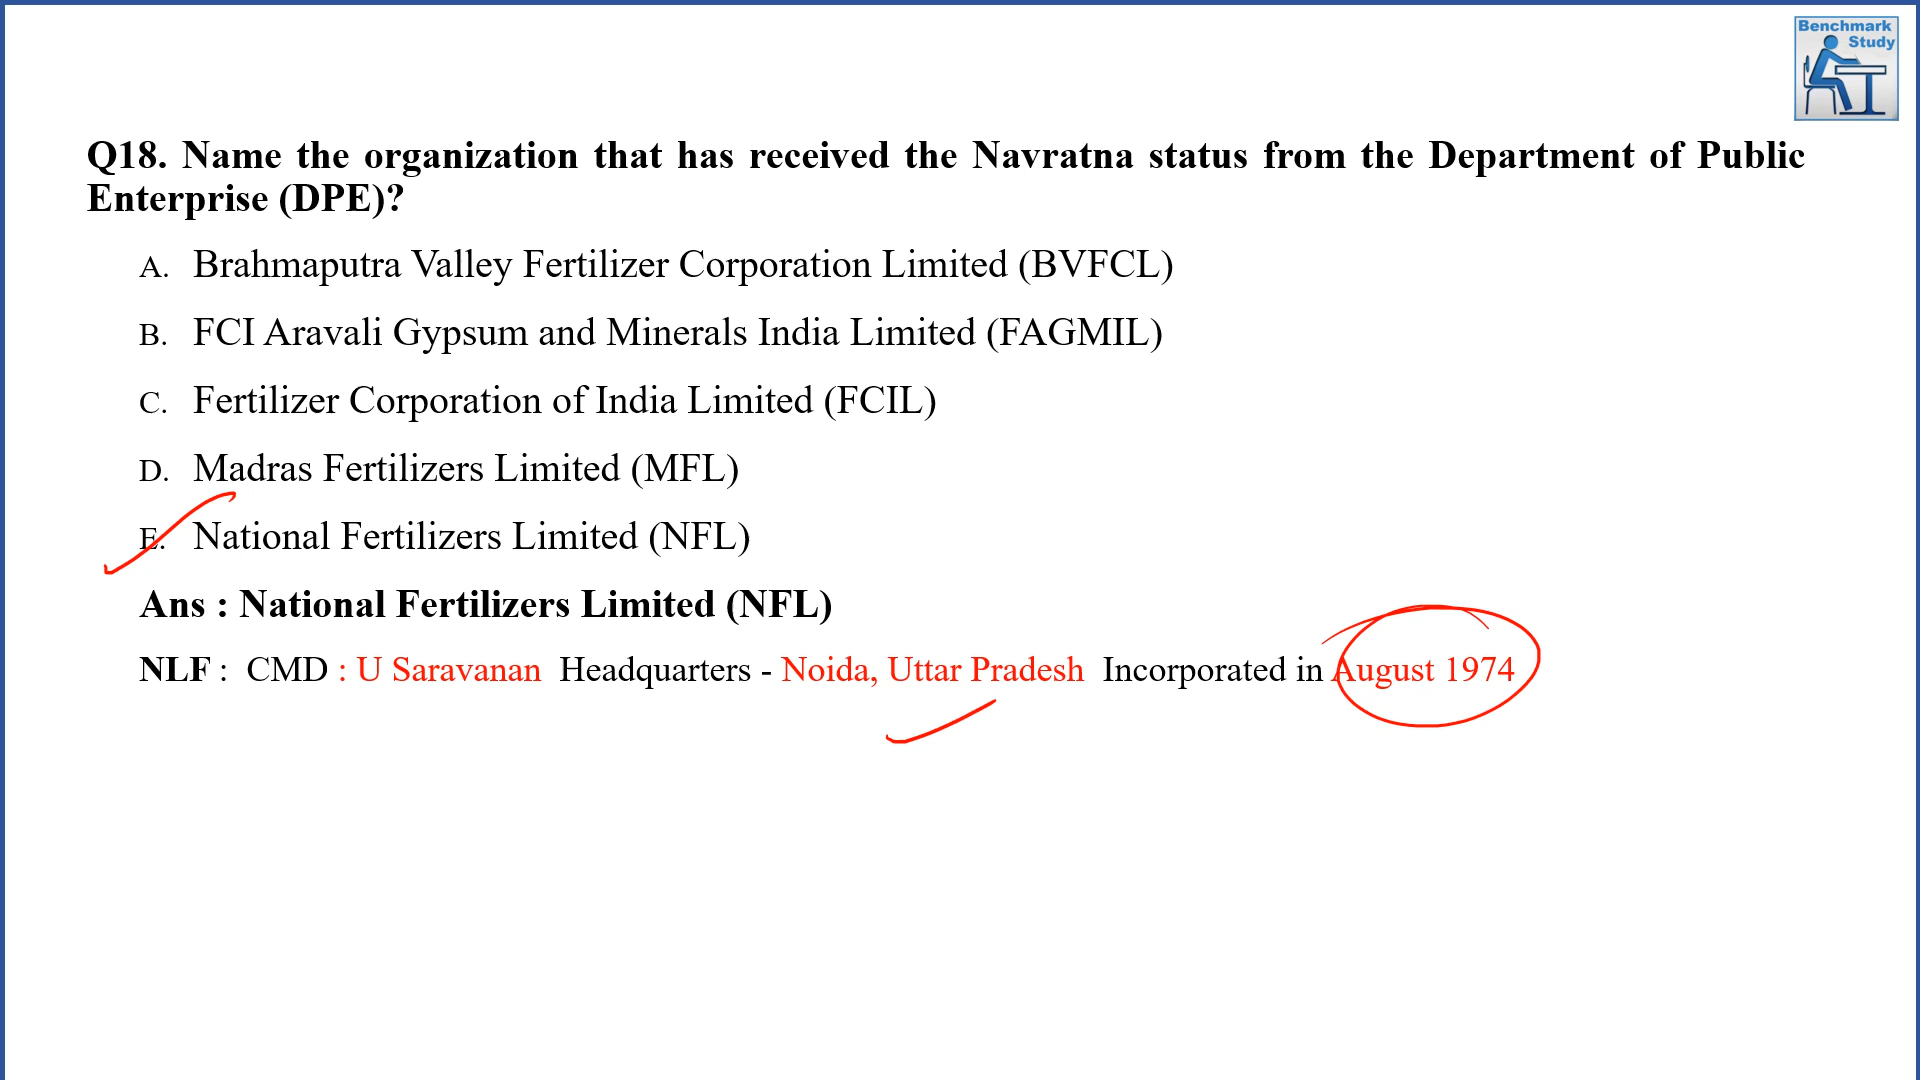 Benchmark
Study
Q18. Name the organization that has received the Navratna status from the Department of Public
Enterprise (DPE)?
A. Brahmaputra Valley Fertilizer Corporation Limited (BVFCL)
B. FCI Aravali Gypsum and Minerals India Limited (FAGMIL)
C. Fertilizer Corporation of India Limited (FCIL)
D. Madras Fertilizers Limited (MFL)
E. National Fertilizers Limited (NFL)
Ans : National Fertilizers Limited (NFL)
NLF : CMD : U Saravanan Headquarters - Noida, Uttar Pradesh Incorporated in August 1974